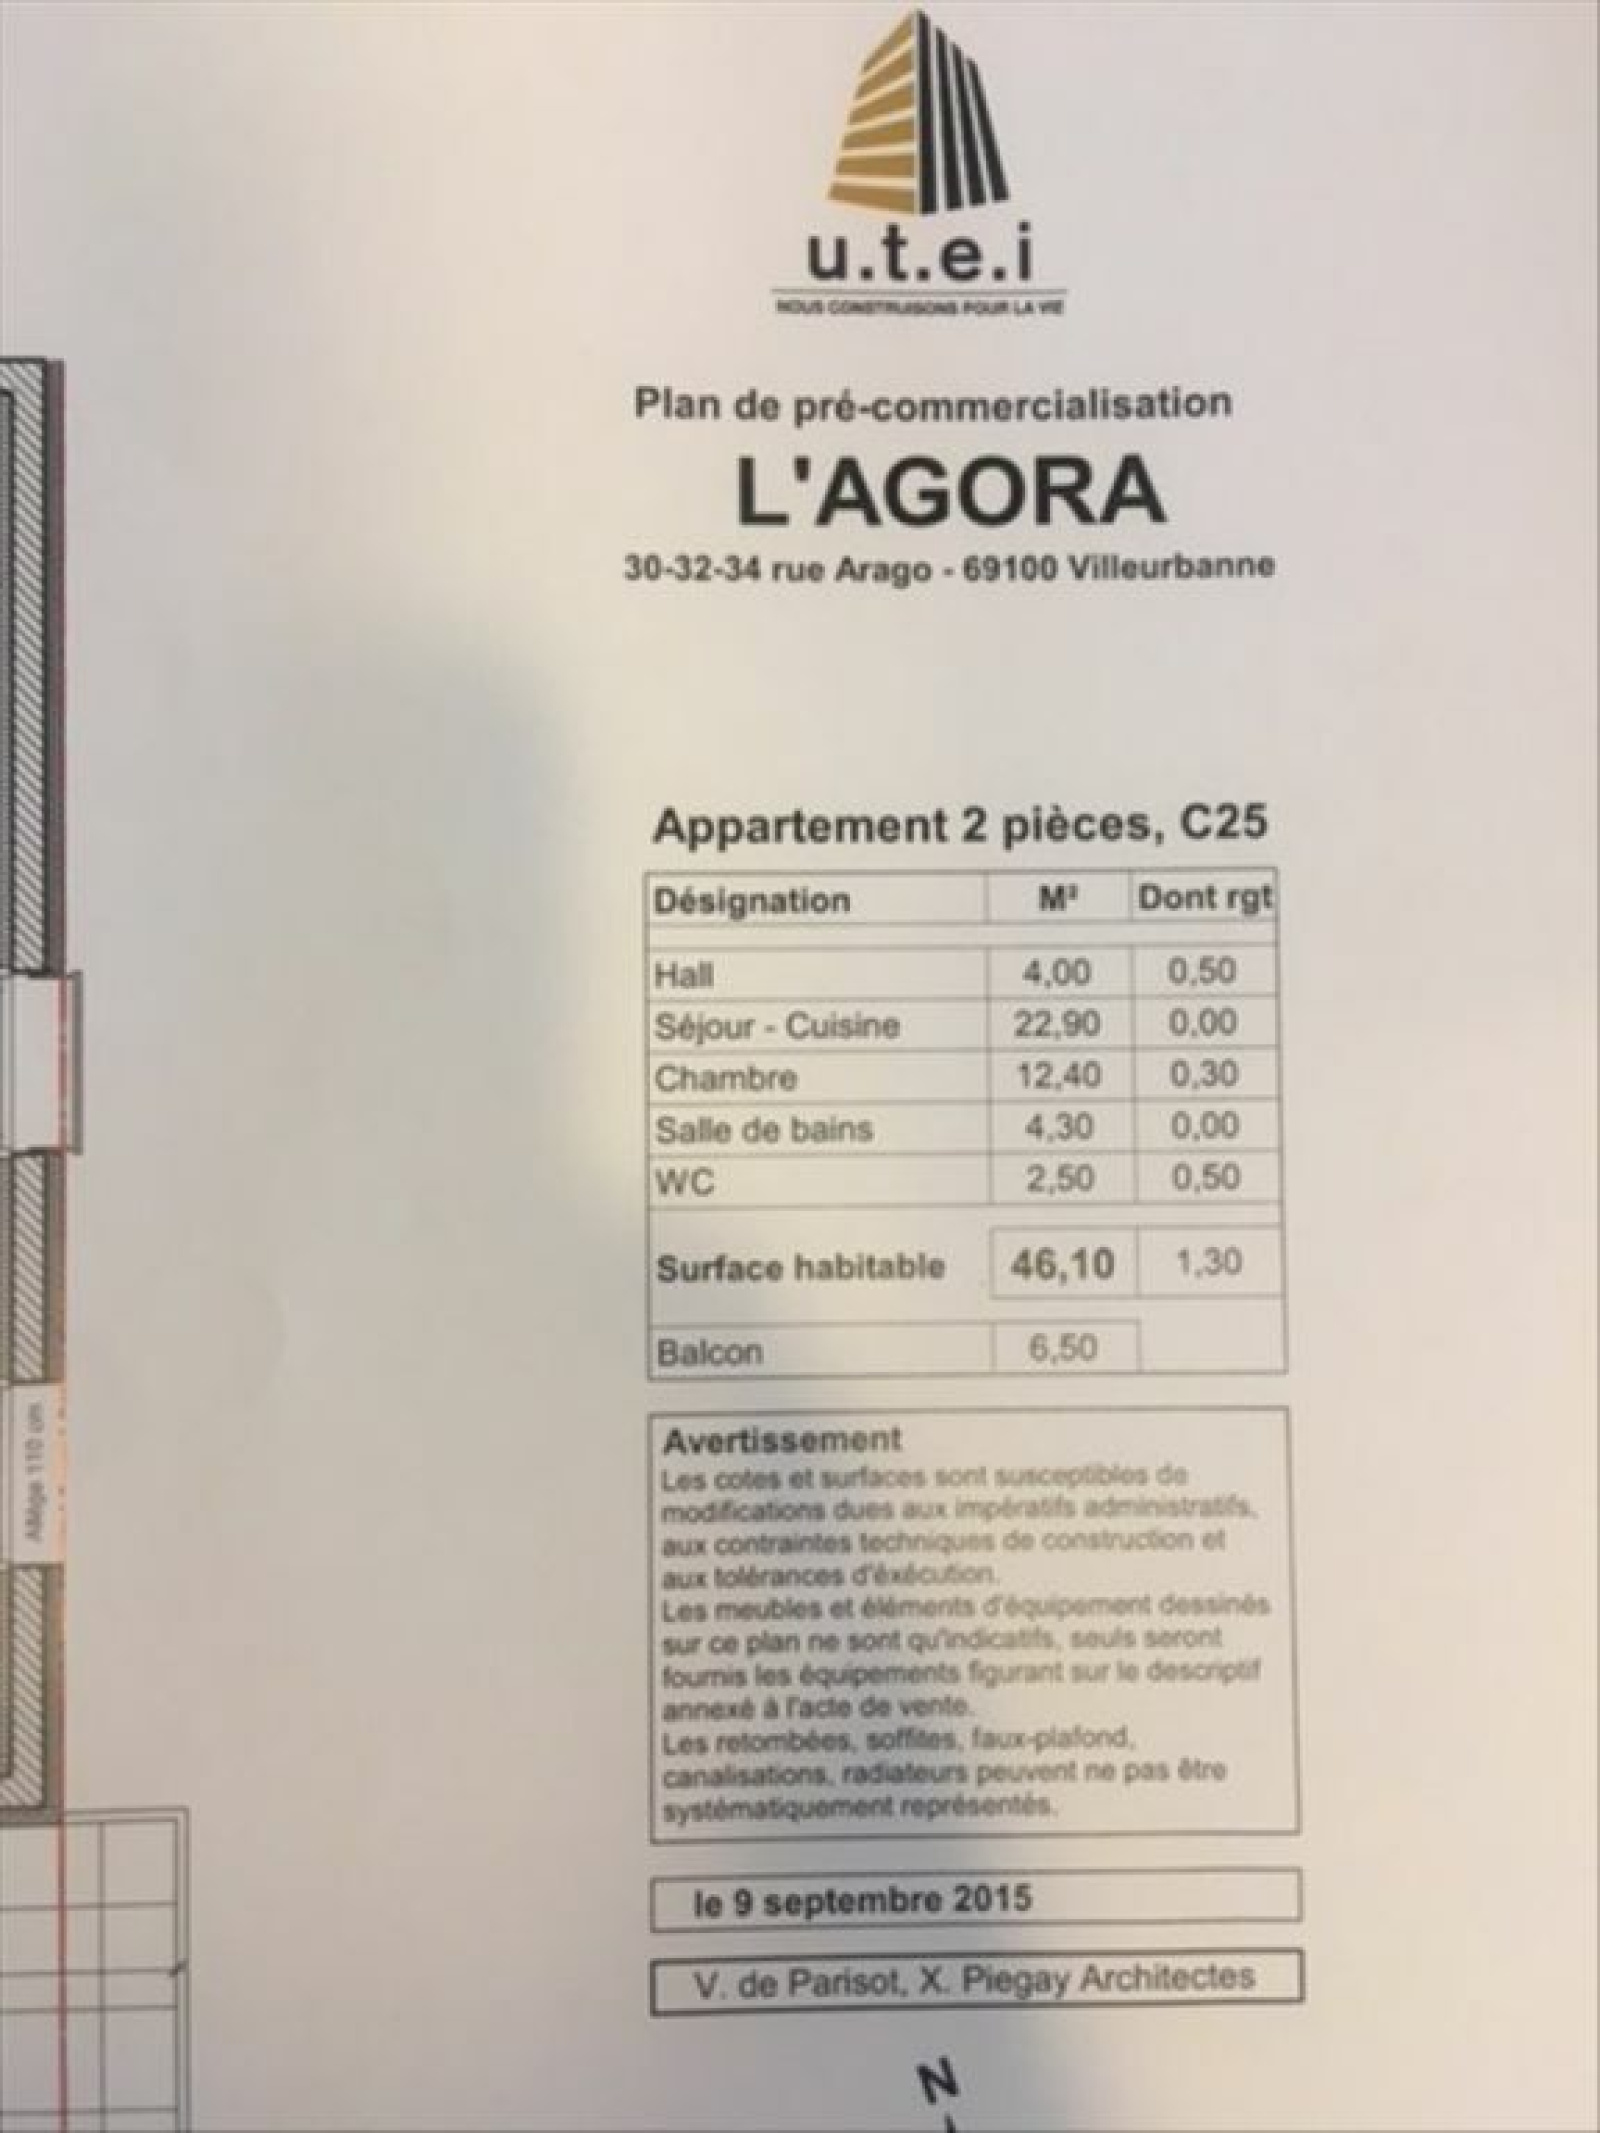 u.t.e.i
NOUS CONSTRUISONS POUR LA VIE
Plan de pré-commercialisation
L'AGORA
30-32-34 rue Arago - 69100 Villeurbanne
Appartement 2 pièces, C25
Désignation M² Dont rgt
Hall 4,00 0,50
Séjour - Cuisine 22,90 0,00
Chambre 12,40 0,30
Salle de bains 4,30 0,00
WC 2,50 0,50
Surface habitable 46,10 1,30
Balcon 6,50
Allège 110 cm
Avertissement
Les cotes et surfaces sont susceptibles de
modifications dues aux impératifs administratifs,
aux contraintes techniques de construction et
aux tolérances d'éxécution.
Les meubles et éléments d'équipement dessinés
sur ce plan ne sont qu'indicatifs, seuls seront
fournis les équipements figurant sur le descriptif
annexé à l'acte de vente.
Les retombées, soffites, faux-plafond,
canalisations, radiateurs peuvent ne pas être
systématiquement représentés.
le 9 septembre 2015
V. de Parisot, X. Piegay Architectes
N